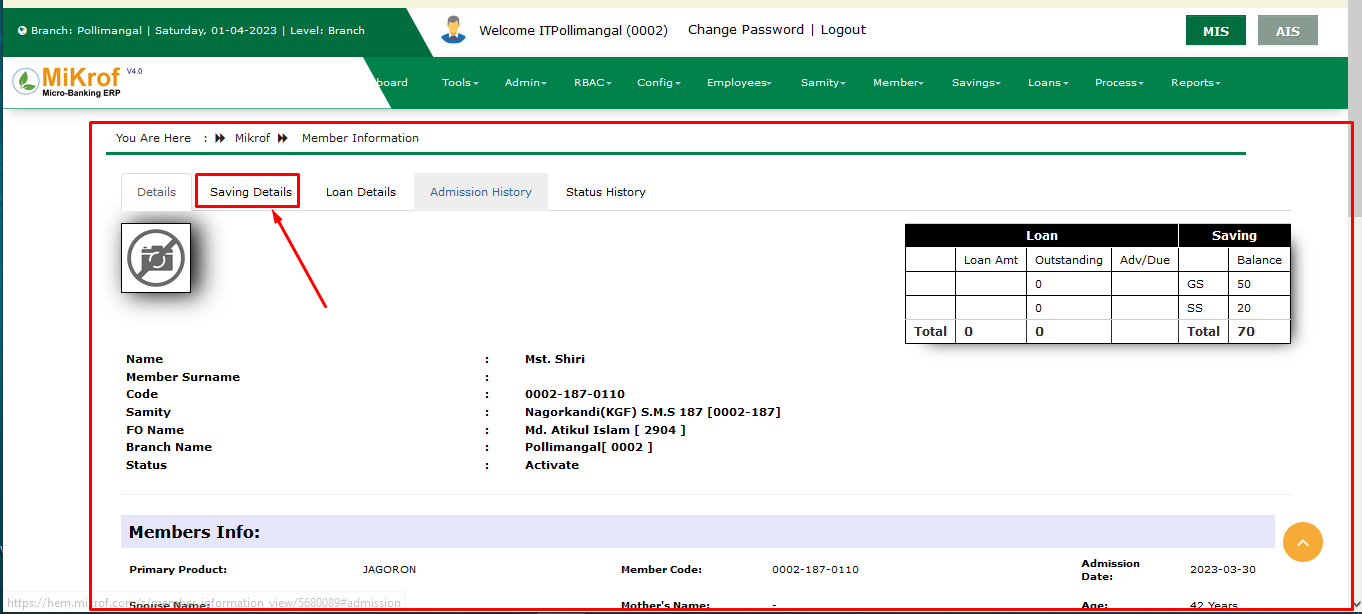 Branch: Pollimangal | Saturday, 01-04-2023 | Level: Branch
Welcome ITPollimangal (0002) Change Password | Logout
MIS AIS
MiKrof V4.0
Micro-Banking ERP
board Tools Admin RBAC Config Employees Samity Member Savings Loans Process Reports
You Are Here : Mikrof Member Information
Details Saving Details Loan Details Admission History Status History
Loan Saving
Loan Amt Outstanding Adv/Due Balance
0 GS 50
0 SS 20
Total 0 0 Total 70
Name : Mst. Shiri
Member Surname :
Code : 0002-187-0110
Samity : Nagorkandi(KGF) S.M.S 187 [0002-187]
FO Name : Md. Atikul Islam [ 2904 ]
Branch Name : Pollimangal[ 0002 ]
Status : Activate
Members Info:
Primary Product: JAGORON Member Code: 0002-187-0110 Admission Date: 2023-03-30
Spouse Name: Mother's Name: - Age: 42 Years
https://hem.mikrof.com/s/member_information_view/5680089#admission